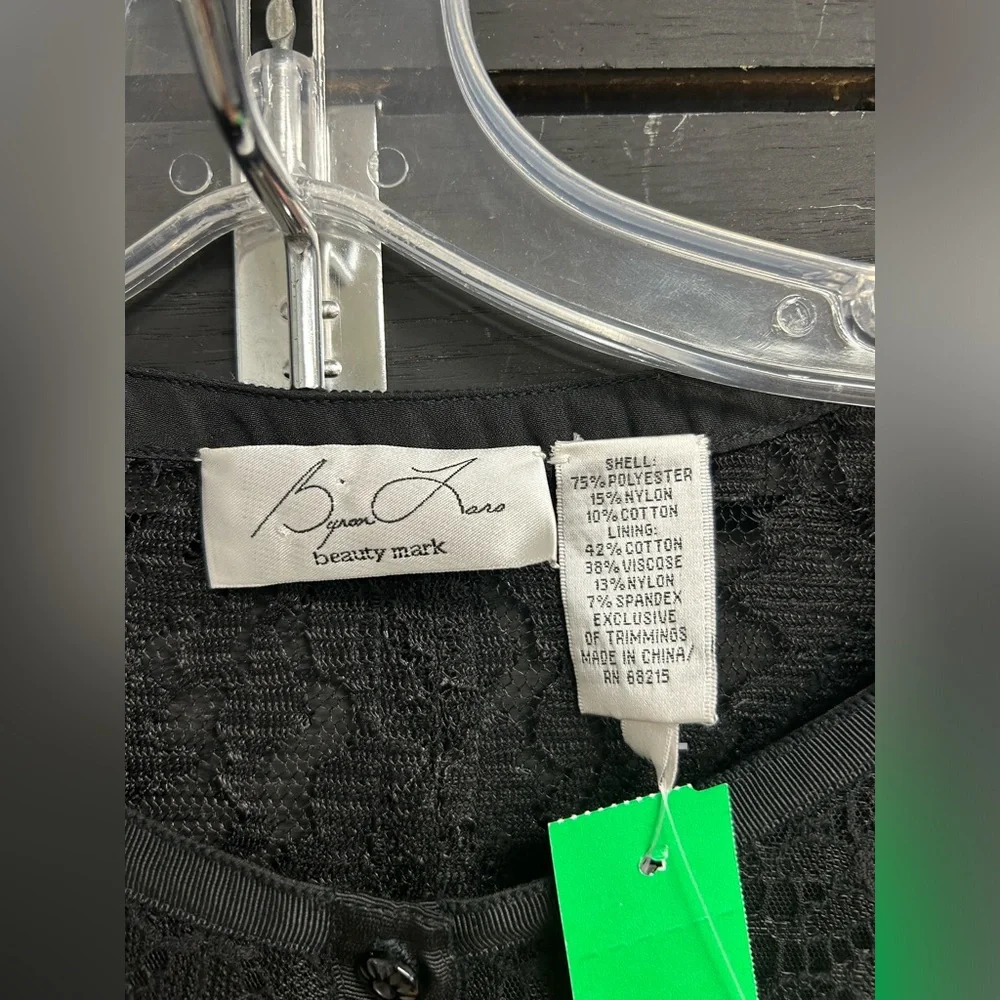 Byron Lars
beauty mark
SHELL:
75% POLYESTER
15% NYLON
10% COTTON
LINING:
42% COTTON
38% VISCOSE
13% NYLON
7% SPANDEX
EXCLUSIVE
OF TRIMMINGS
MADE IN CHINA/
RN 68215